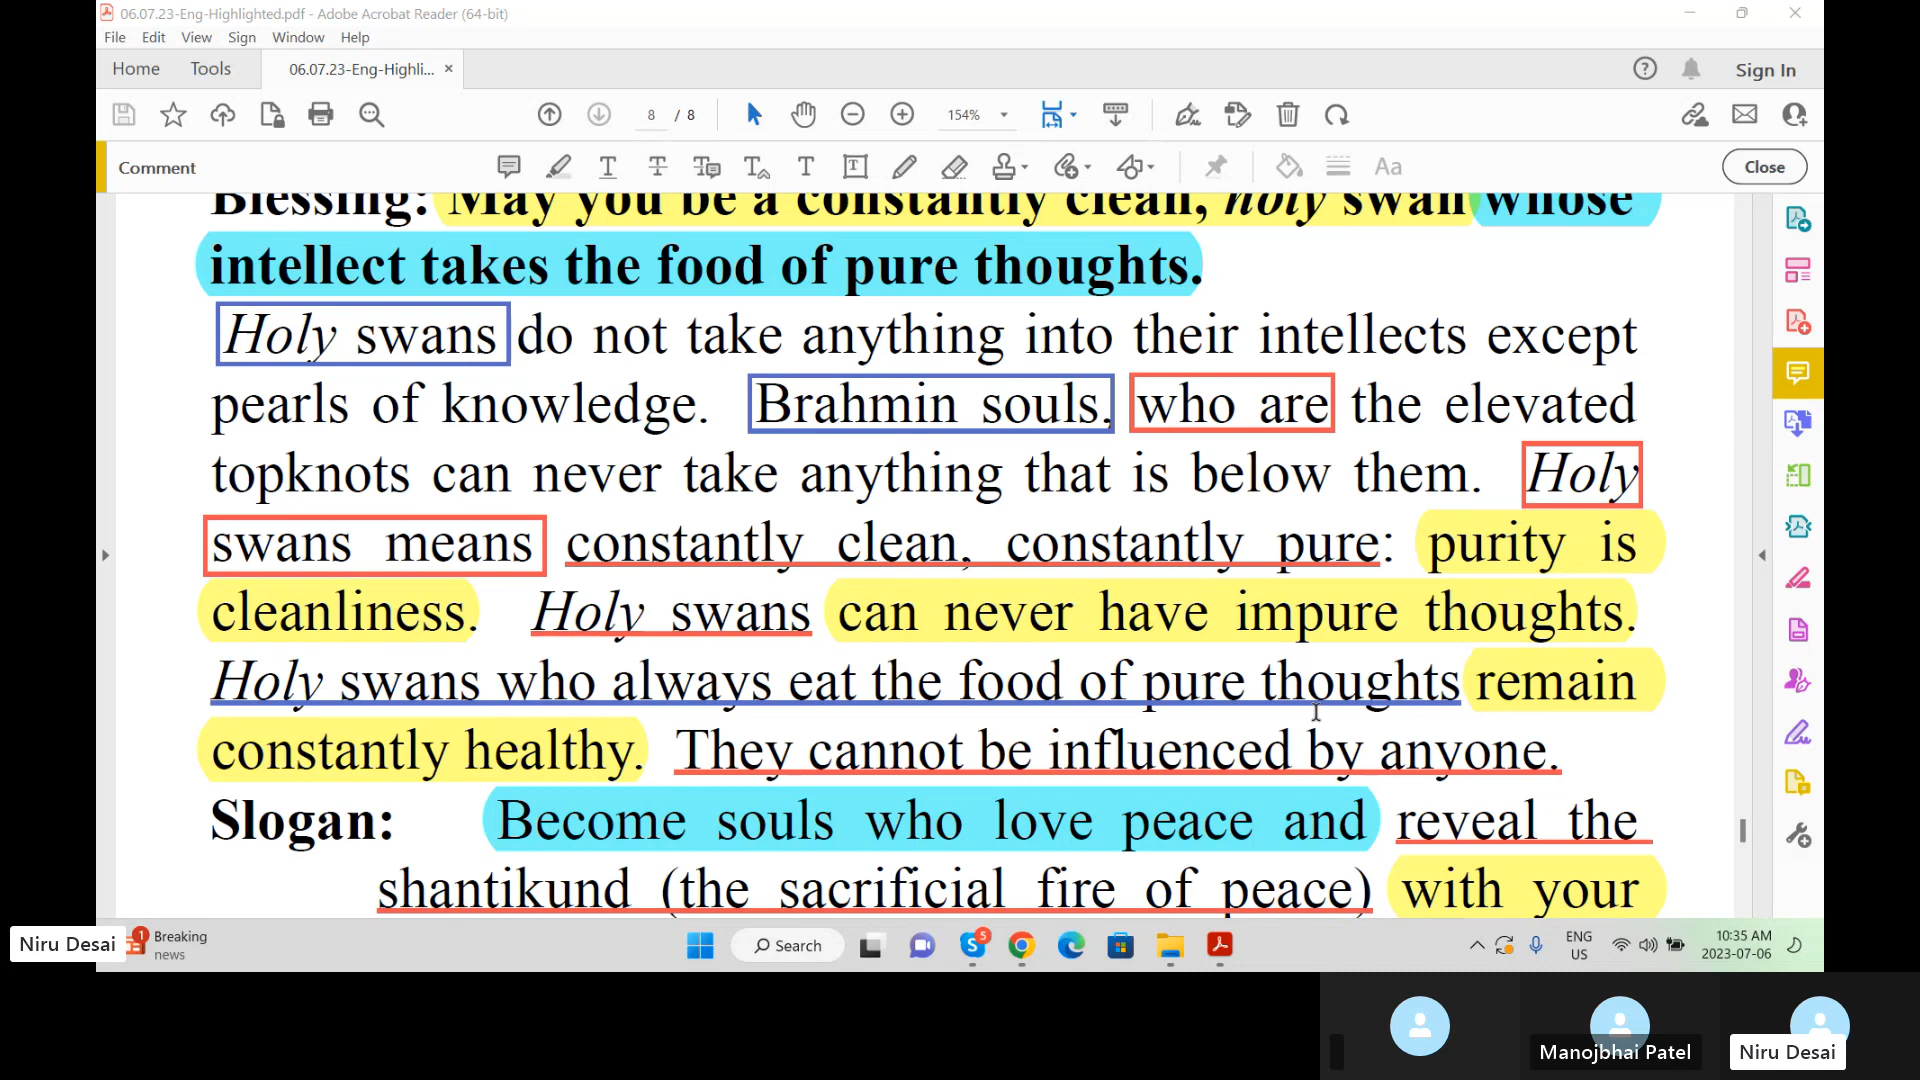 06.07.23-Eng-Highlighted.pdf - Adobe Acrobat Reader (64-bit)
File Edit View Sign Window Help
Home Tools 06.07.23-Eng-Highli... × Sign In
8 / 8 154%
Comment Close
Blessing: May you be a constantly clean, holy swan whose
intellect takes the food of pure thoughts.
Holy swans do not take anything into their intellects except
pearls of knowledge. Brahmin souls, who are the elevated
topknots can never take anything that is below them. Holy
swans means constantly clean, constantly pure: purity is
cleanliness. Holy swans can never have impure thoughts.
Holy swans who always eat the food of pure thoughts remain
constantly healthy. They cannot be influenced by anyone.
Slogan: Become souls who love peace and reveal the
shantikund (the sacrificial fire of peace) with your
Niru Desai
1
Breaking
news
Search
5
ENG
US
10:35 AM
2023-07-06
Manojbhai Patel
Niru Desai